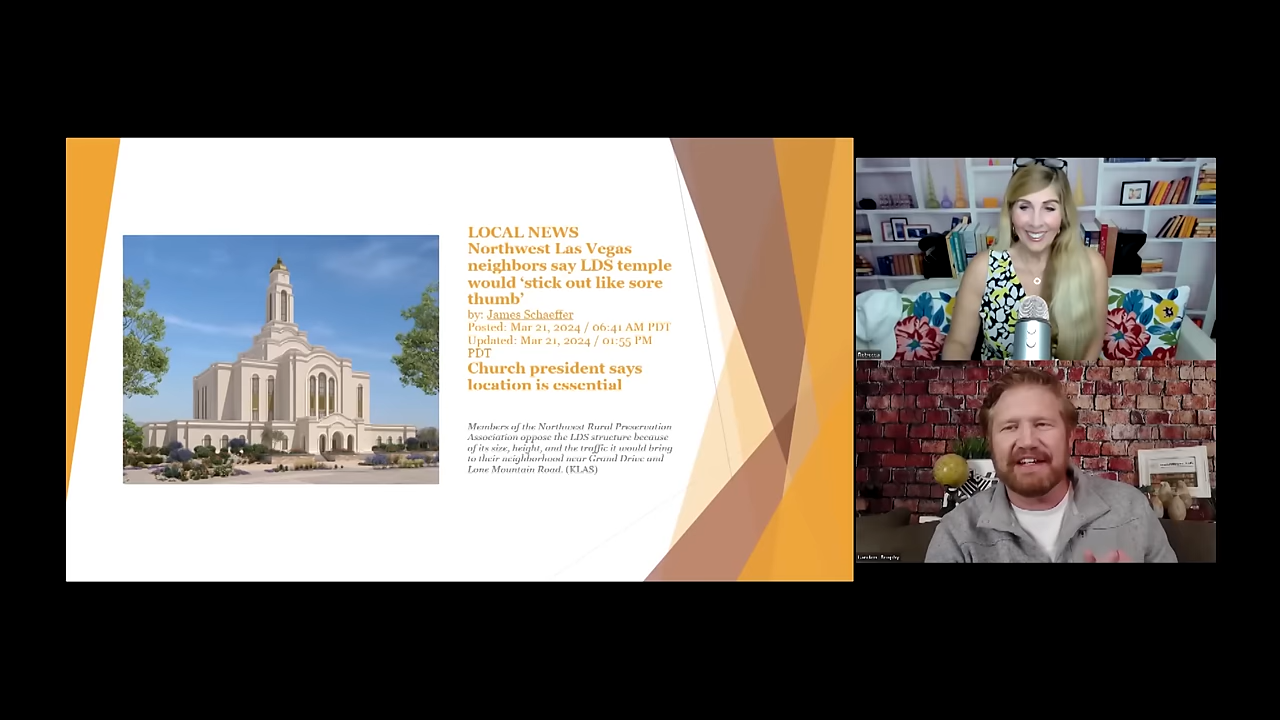 LOCAL NEWS
Northwest Las Vegas
neighbors say LDS temple
would ‘stick out like sore
thumb’
by: James Schaeffer
Posted: Mar 21, 2024 / 06:41 AM PDT
Updated: Mar 21, 2024 / 01:55 PM
PDT
Church president says
location is essential
Members of the Northwest Rural Preservation
Association oppose the LDS structure because
of its size, height, and the traffic it would bring
to their neighborhood near Grand Drive and
Lone Mountain Road. (KLAS)
Rebecca